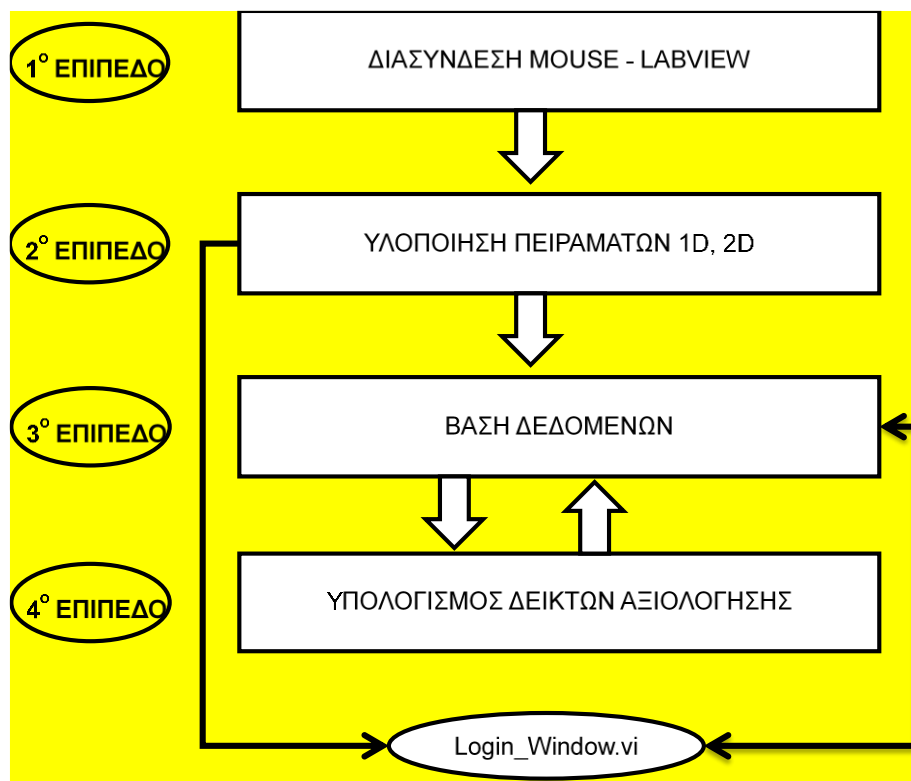 1° ΕΠΙΠΕΔΟ
ΔΙΑΣΥΝΔΕΣΗ MOUSE - LABVIEW
2° ΕΠΙΠΕΔΟ
ΥΛΟΠΟΙΗΣΗ ΠΕΙΡΑΜΑΤΩΝ 1D, 2D
3° ΕΠΙΠΕΔΟ
ΒΑΣΗ ΔΕΔΟΜΕΝΩΝ
4° ΕΠΙΠΕΔΟ
ΥΠΟΛΟΓΙΣΜΟΣ ΔΕΙΚΤΩΝ ΑΞΙΟΛΟΓΗΣΗΣ
Login_Window.vi